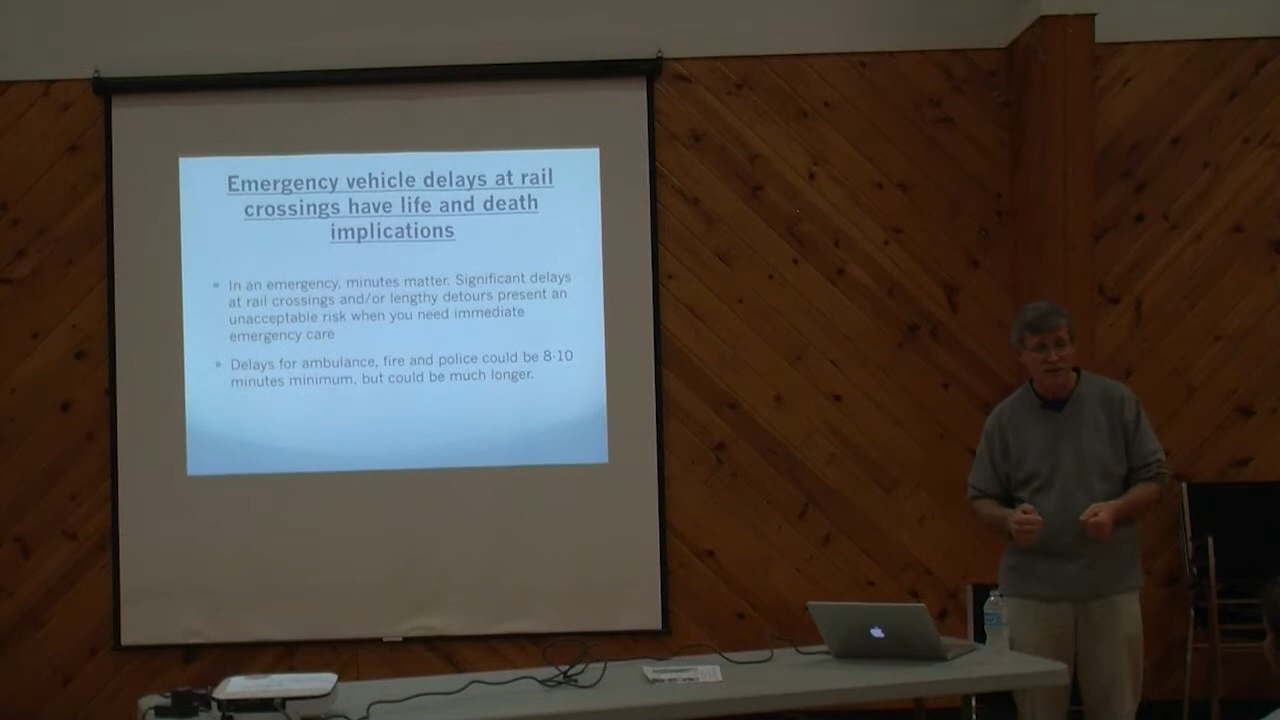 Emergency vehicle delays at rail
crossings have life and death
implications
In an emergency, minutes matter. Significant delays
at rail crossings and/or lengthy detours present an
unacceptable risk when you need immediate
emergency care
Delays for ambulance, fire and police could be 8-10
minutes minimum, but could be much longer.